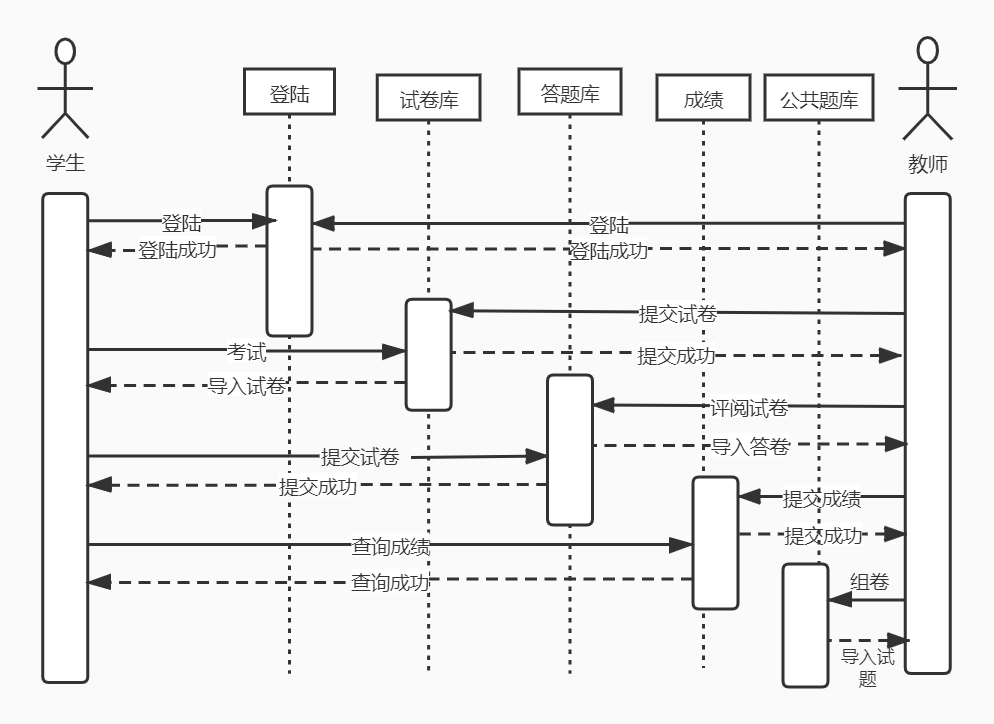 登陆
试卷库
答题库
成绩
公共题库
学生
教师
登陆
登陆
登陆成功
登陆成功
提交试卷
考试
提交成功
导入试卷
评阅试卷
导入答卷
提交试卷
提交成功
提交成绩
提交成功
查询成绩
查询成功
组卷
导入试
题